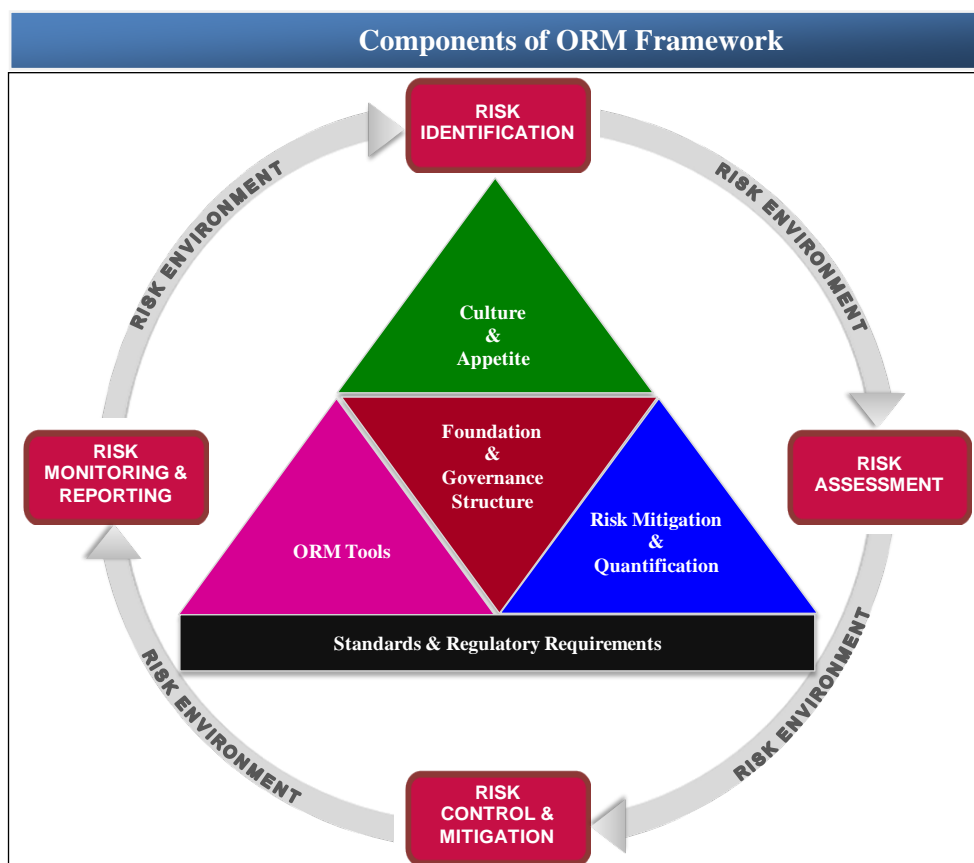 Components of ORM Framework
RISK
IDENTIFICATION
RISK ENVIRONMENT
RISK ENVIRONMENT
Culture
&
Appetite
Foundation
&
Governance
Structure
RISK
MONITORING &
REPORTING
RISK
ASSESSMENT
ORM Tools
Risk Mitigation
&
Quantification
Standards & Regulatory Requirements
RISK ENVIRONMENT
RISK ENVIRONMENT
RISK
CONTROL &
MITIGATION